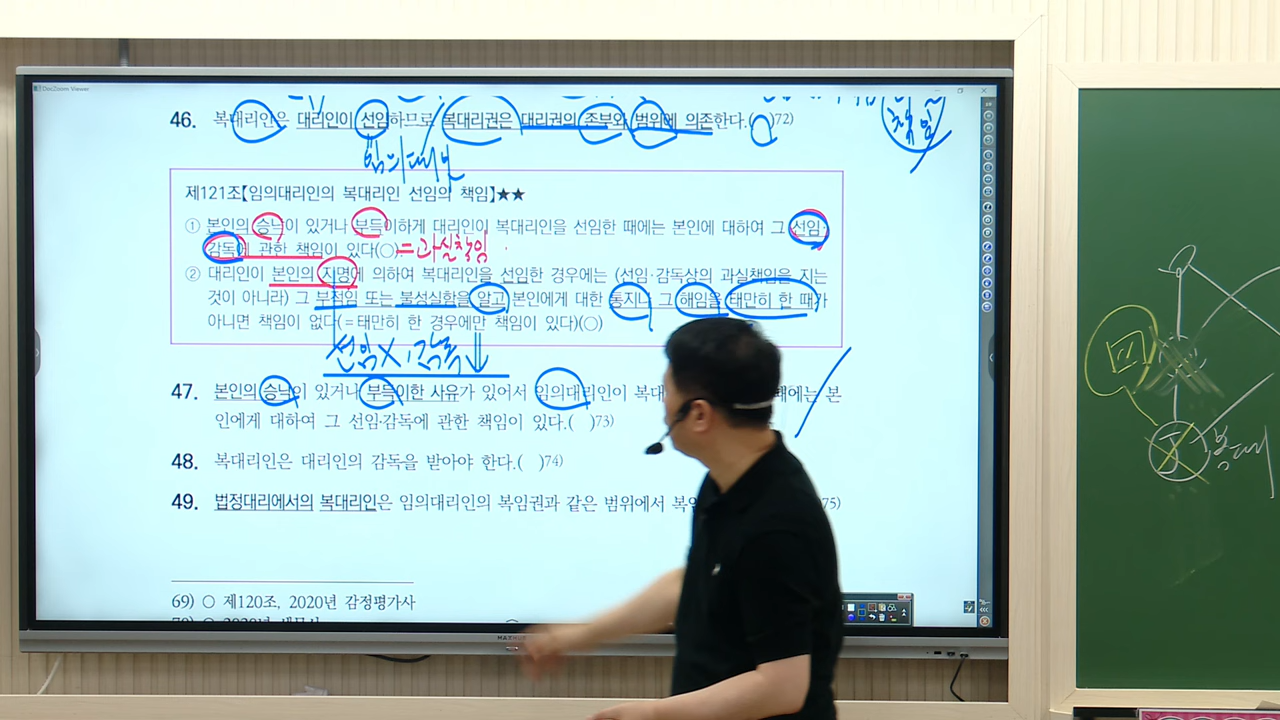 DocZoom Viewer
46. 복대리인은 대리인이 선임하므로 복대리권은 대리권의 존부와 범위에 의존한다.( )72)
제121조【임의대리인의 복대리인 선임의 책임】★★
① 본인의 승낙이 있거나 부득이하게 대리인이 복대리인을 선임한 때에는 본인에 대하여 그 선임·
감독에 관한 책임이 있다(○). = 과실책임
② 대리인이 본인의 지명에 의하여 복대리인을 선임한 경우에는 (선임·감독상의 과실책임을 지는
것이 아니라) 그 부적임 또는 불성실함을 알고 본인에게 대한 통지나 그 해임을 태만히 한 때가
아니면 책임이 없다(=태만히 한 경우에만 책임이 있다)(○)
선임X, 감독
47. 본인의 승낙이 있거나 부득이한 사유가 있어서 임의대리인이 복대 때에는 본
인에게 대하여 그 선임·감독에 관한 책임이 있다.( )73)
48. 복대리인은 대리인의 감독을 받아야 한다.( )74)
49. 법정대리에서의 복대리인은 임의대리인의 복임권과 같은 범위에서 75)
69) ○ 제120조, 2020년 감정평가사
복대리